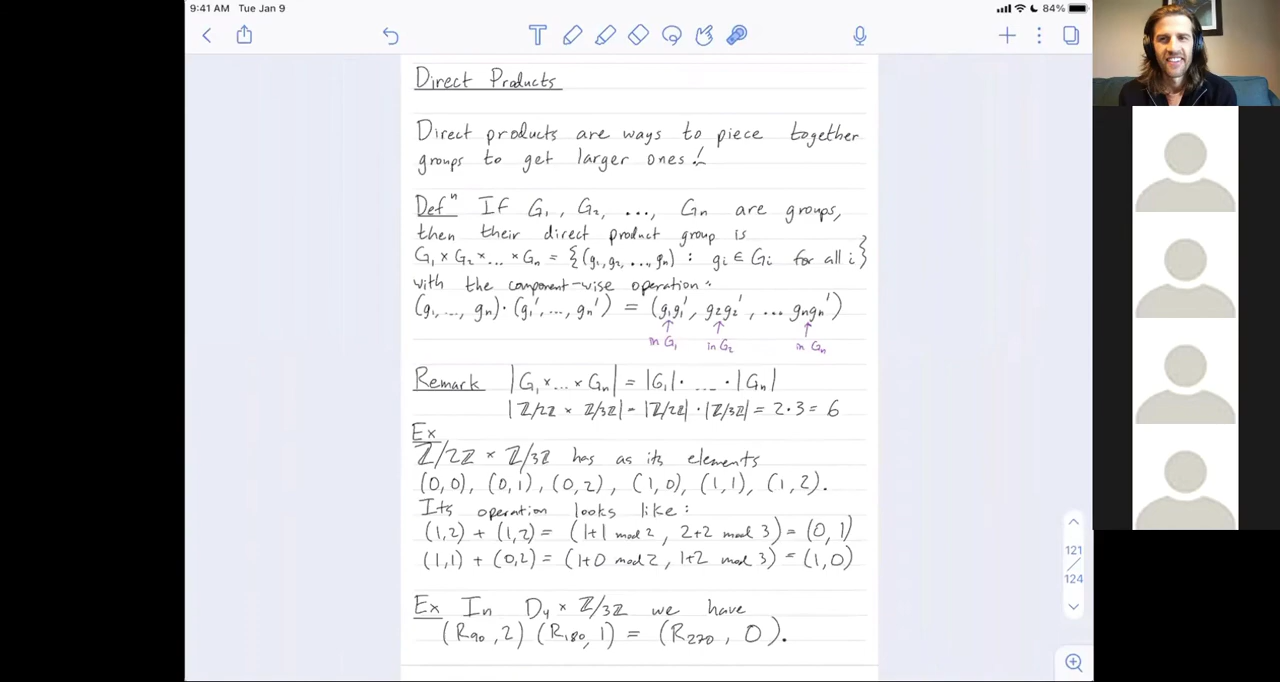 9:41 AM Tue Jan 9
84%
Direct Products
Direct products are ways to piece together
groups to get larger ones!
Defⁿ If G₁, G₂, ..., Gn are groups,
then their direct product group is
G₁ × G₂ × ... × Gn = {(g₁, g₂, ..., gn) : gi ∈ Gi for all i}
with the component-wise operation:
(g₁, ..., gn) · (g₁', ..., gn') = (g₁g₁', g₂g₂', ... gngn')
in G₁ in G₂ in Gn
Remark |G₁ × ... × Gn| = |G₁| · ... · |Gn|
|ℤ/2ℤ × ℤ/3ℤ| = |ℤ/2ℤ| · |ℤ/3ℤ| = 2 · 3 = 6
Ex
ℤ/2ℤ × ℤ/3ℤ has as its elements
(0,0), (0,1), (0,2), (1,0), (1,1), (1,2).
Its operation looks like:
(1,2) + (1,2) = (1+1 mod 2, 2+2 mod 3) = (0,1)
(1,1) + (0,2) = (1+0 mod 2, 1+2 mod 3) = (1,0)
Ex In D₄ × ℤ/3ℤ we have
(R₉₀, 2) (R₁₈₀, 1) = (R₂₇₀, 0).
121
/
124